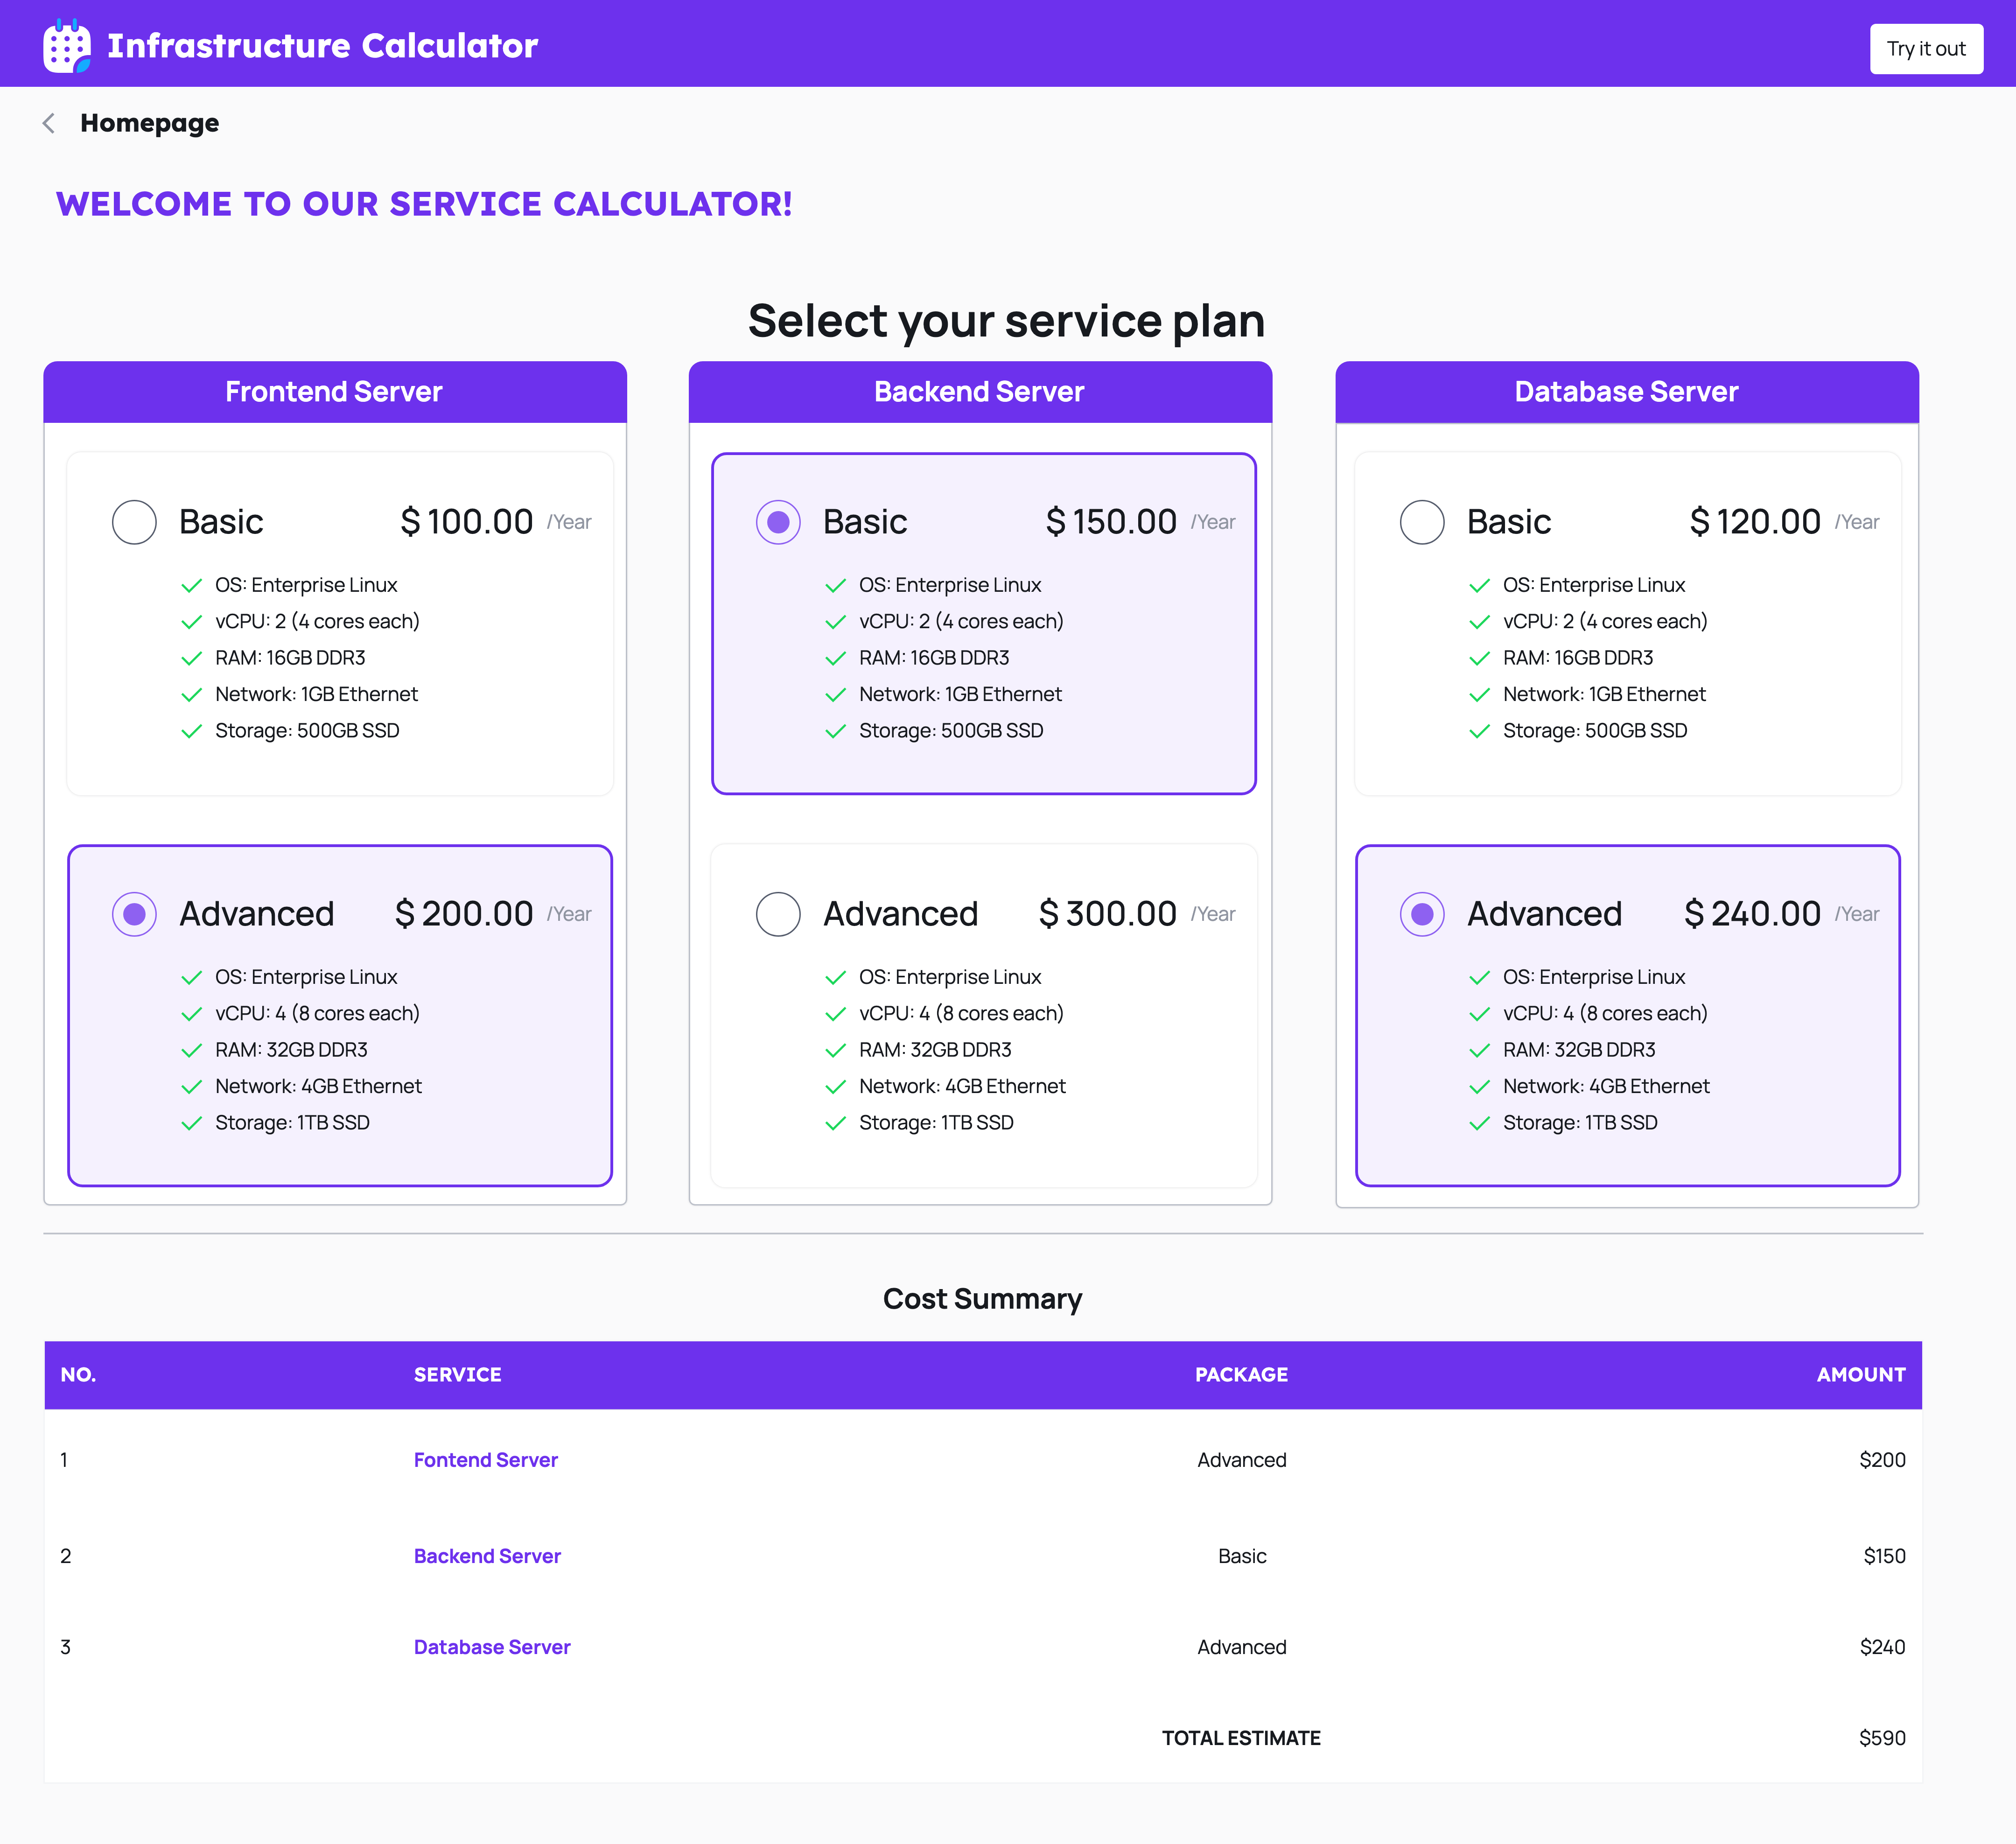 Infrastructure Calculator
Try it out
Homepage
WELCOME TO OUR SERVICE CALCULATOR!
Select your service plan
Frontend Server
Basic $ 100.00 /Year
OS: Enterprise Linux
vCPU: 2 (4 cores each)
RAM: 16GB DDR3
Network: 1GB Ethernet
Storage: 500GB SSD
Advanced $ 200.00 /Year
OS: Enterprise Linux
vCPU: 4 (8 cores each)
RAM: 32GB DDR3
Network: 4GB Ethernet
Storage: 1TB SSD
Backend Server
Basic $ 150.00 /Year
OS: Enterprise Linux
vCPU: 2 (4 cores each)
RAM: 16GB DDR3
Network: 1GB Ethernet
Storage: 500GB SSD
Advanced $ 300.00 /Year
OS: Enterprise Linux
vCPU: 4 (8 cores each)
RAM: 32GB DDR3
Network: 4GB Ethernet
Storage: 1TB SSD
Database Server
Basic $ 120.00 /Year
OS: Enterprise Linux
vCPU: 2 (4 cores each)
RAM: 16GB DDR3
Network: 1GB Ethernet
Storage: 500GB SSD
Advanced $ 240.00 /Year
OS: Enterprise Linux
vCPU: 4 (8 cores each)
RAM: 32GB DDR3
Network: 4GB Ethernet
Storage: 1TB SSD
Cost Summary
NO. SERVICE PACKAGE AMOUNT
1 Fontend Server Advanced $200
2 Backend Server Basic $150
3 Database Server Advanced $240
TOTAL ESTIMATE $590